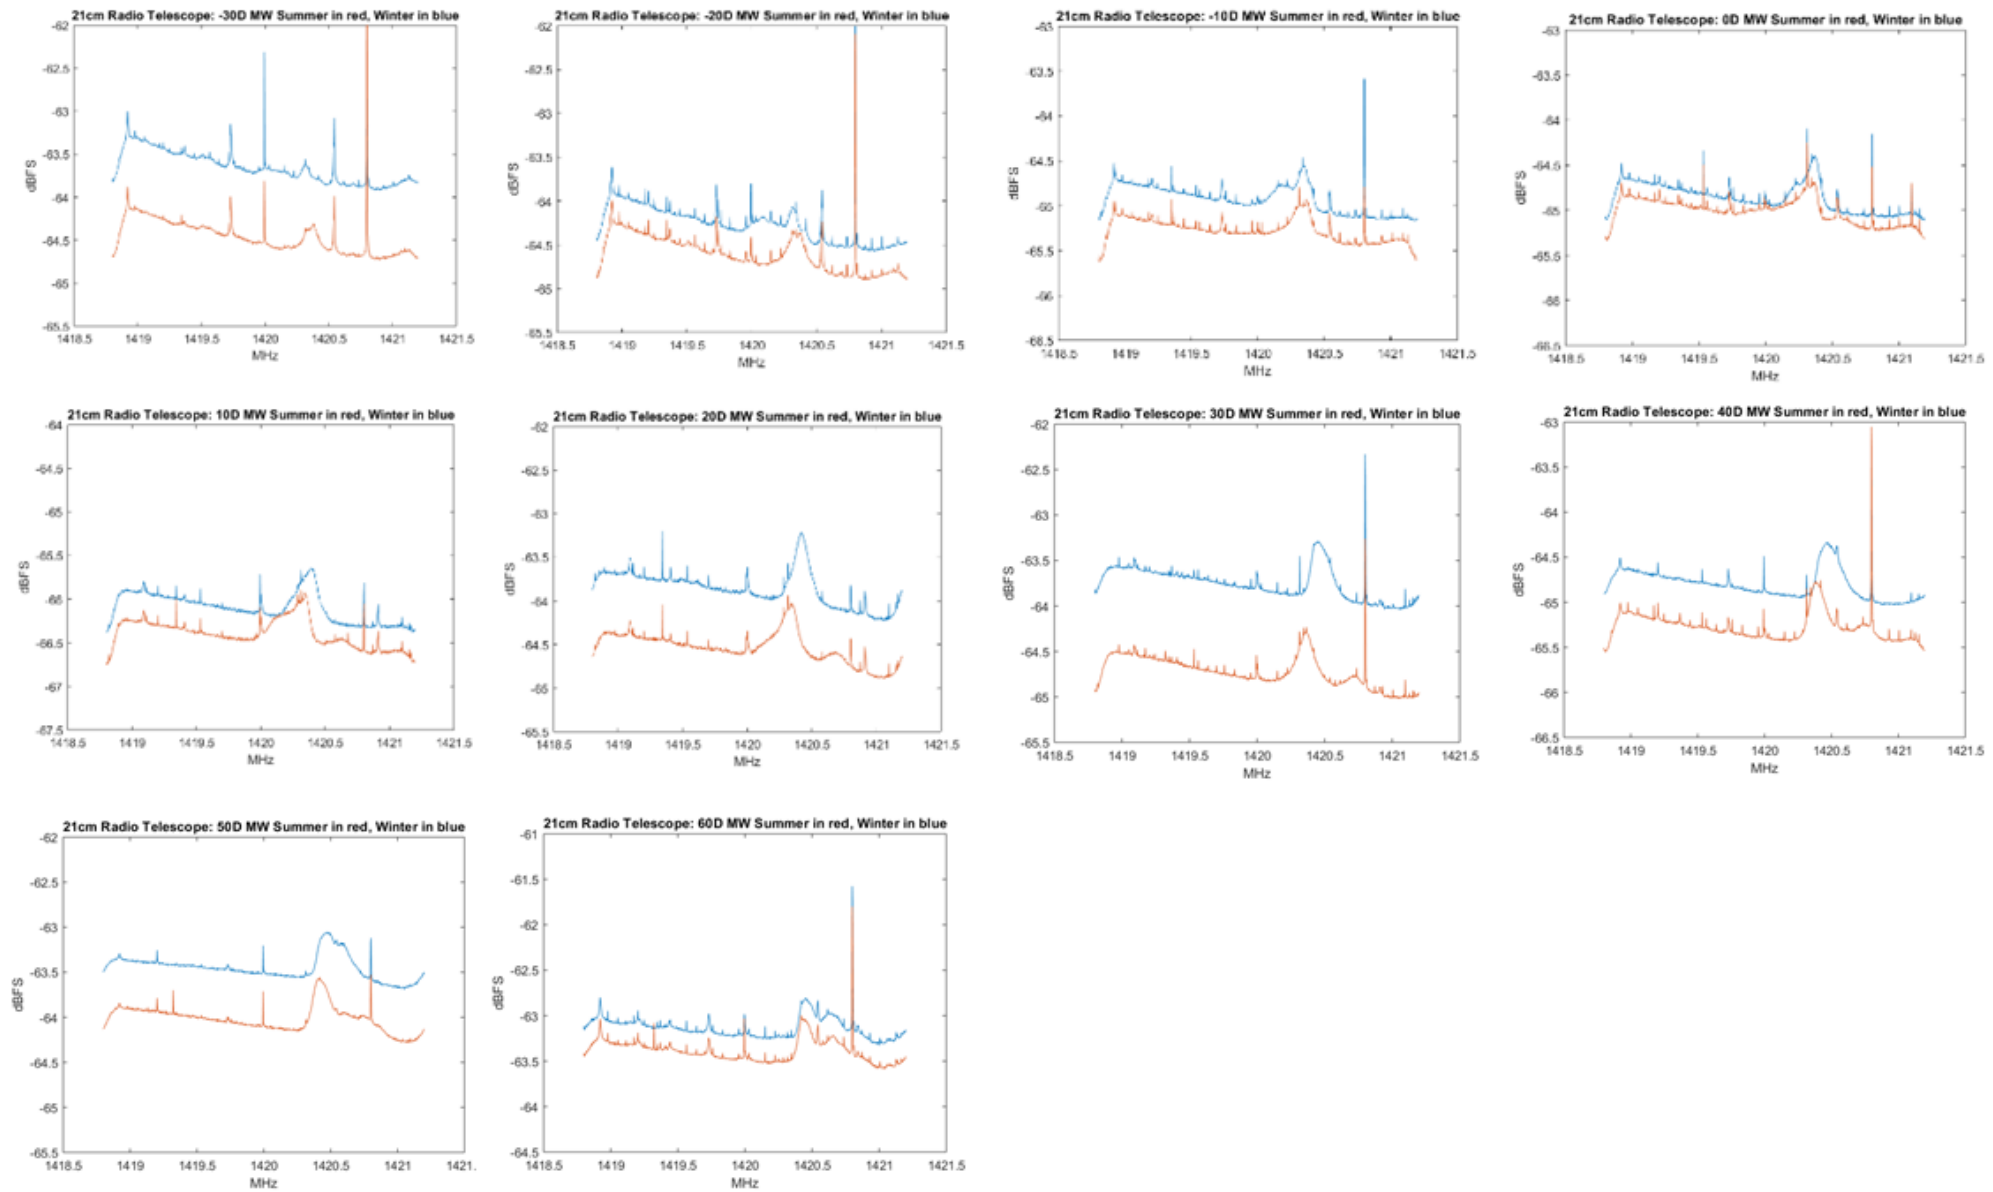 21cm Radio Telescope: -30D MW Summer in red, Winter in blue
-62
-62.5
-63
-63.5
-64
-64.5
-65
-65.5
dBFS
1418.5 1419 1419.5 1420 1420.5 1421 1421.5
MHz
21cm Radio Telescope: -20D MW Summer in red, Winter in blue
-62
-62.5
-63
-63.5
-64
-64.5
-65
-65.5
dBFS
1418.5 1419 1419.5 1420 1420.5 1421 1421.5
MHz
21cm Radio Telescope: -10D MW Summer in red, Winter in blue
-63
-63.5
-64
-64.5
-65
-65.5
-66
-66.5
dBFS
1418.5 1419 1419.5 1420 1420.5 1421 1421.5
MHz
21cm Radio Telescope: 0D MW Summer in red, Winter in blue
-63
-63.5
-64
-64.5
-65
-65.5
-66
-66.5
dBFS
1418.5 1419 1419.5 1420 1420.5 1421 1421.5
MHz
21cm Radio Telescope: 10D MW Summer in red, Winter in blue
-64
-64.5
-65
-65.5
-66
-66.5
-67
-67.5
dBFS
1418.5 1419 1419.5 1420 1420.5 1421 1421.5
MHz
21cm Radio Telescope: 20D MW Summer in red, Winter in blue
-62
-62.5
-63
-63.5
-64
-64.5
-65
-65.5
dBFS
1418.5 1419 1419.5 1420 1420.5 1421 1421.5
MHz
21cm Radio Telescope: 30D MW Summer in red, Winter in blue
-62
-62.5
-63
-63.5
-64
-64.5
-65
-65.5
dBFS
1418.5 1419 1419.5 1420 1420.5 1421 1421.5
MHz
21cm Radio Telescope: 40D MW Summer in red, Winter in blue
-63
-63.5
-64
-64.5
-65
-65.5
-66
-66.5
dBFS
1418.5 1419 1419.5 1420 1420.5 1421 1421.5
MHz
21cm Radio Telescope: 50D MW Summer in red, Winter in blue
-62
-62.5
-63
-63.5
-64
-64.5
-65
-65.5
dBFS
1418.5 1419 1419.5 1420 1420.5 1421 1421.
MHz
21cm Radio Telescope: 60D MW Summer in red, Winter in blue
-61
-61.5
-62
-62.5
-63
-63.5
-64
-64.5
dBFS
1418.5 1419 1419.5 1420 1420.5 1421 1421.5
MHz